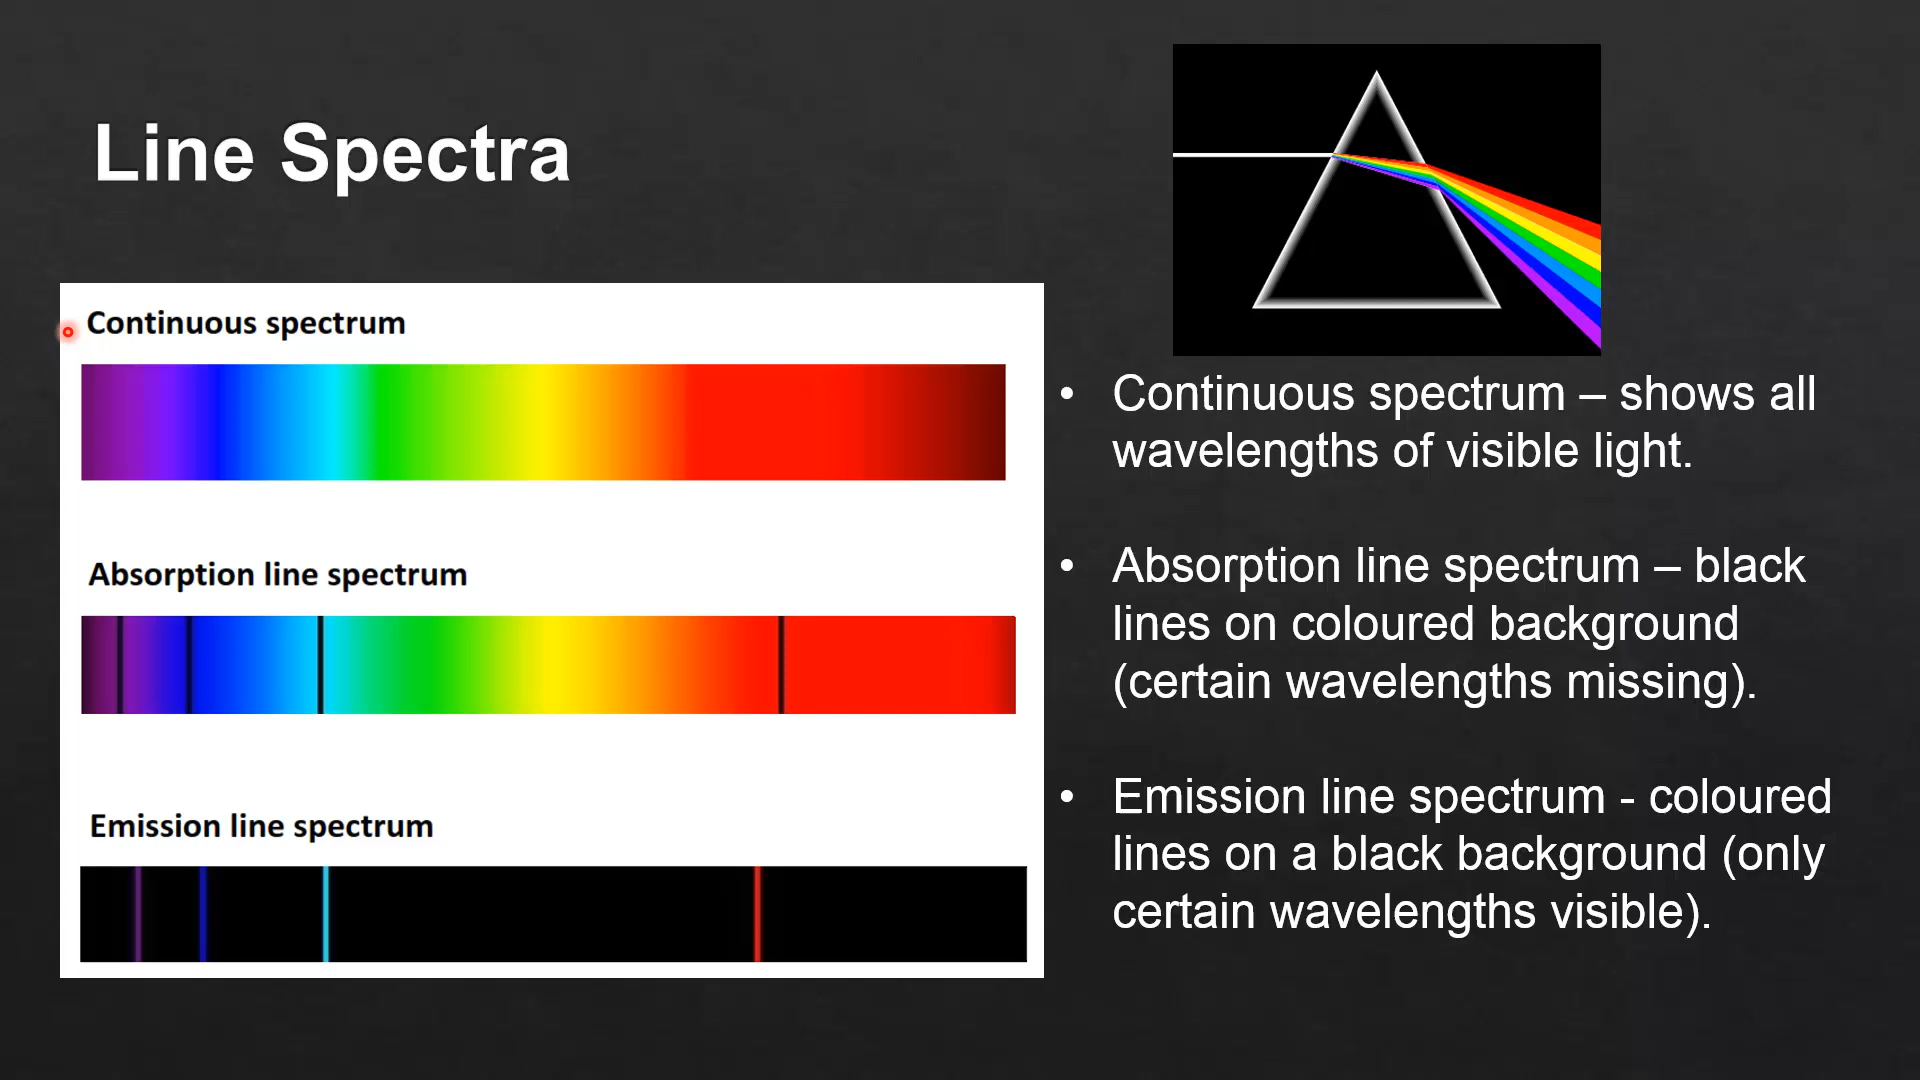 Line Spectra
Continuous spectrum
Absorption line spectrum
Emission line spectrum
• Continuous spectrum – shows all
wavelengths of visible light.
• Absorption line spectrum – black
lines on coloured background
(certain wavelengths missing).
• Emission line spectrum - coloured
lines on a black background (only
certain wavelengths visible).